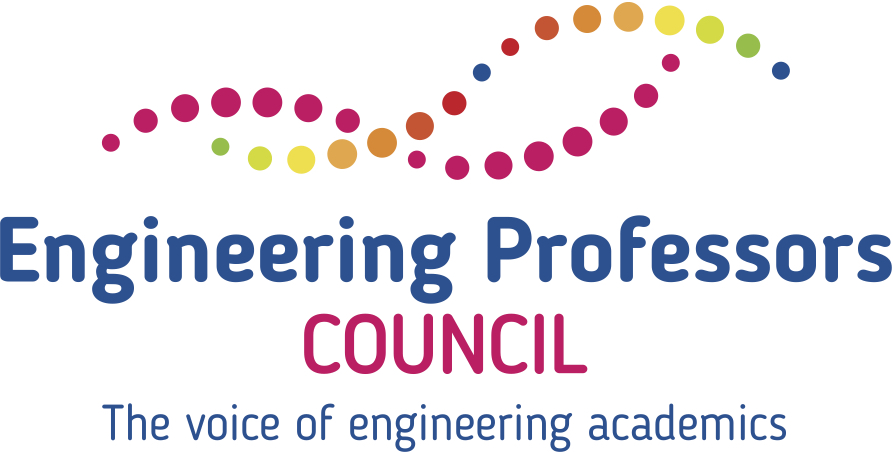 Engineering Professors
COUNCIL
The voice of engineering academics